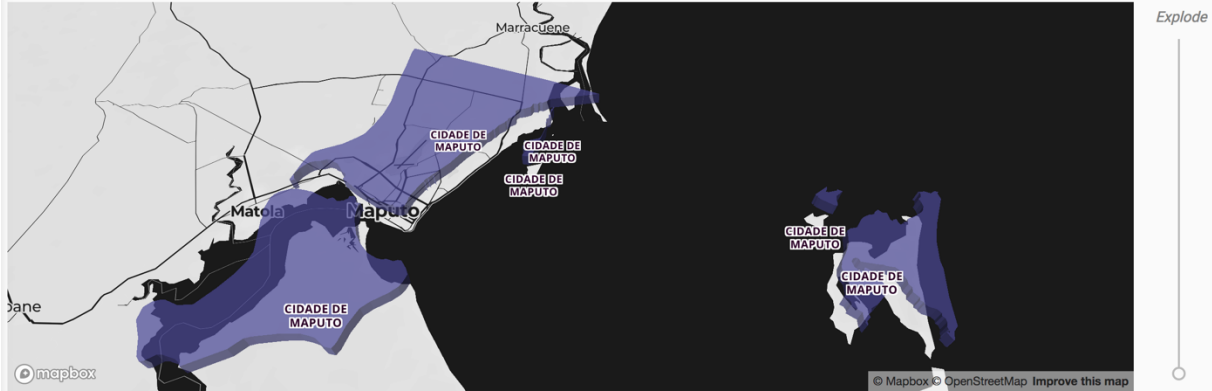 Explode
Marracuene
CIDADE DE
MAPUTO
CIDADE DE
MAPUTO
CIDADE DE
MAPUTO
Matola
Maputo
CIDADE DE
MAPUTO
CIDADE DE
MAPUTO
pane
CIDADE DE
MAPUTO
mapbox
© Mapbox © OpenStreetMap Improve this map